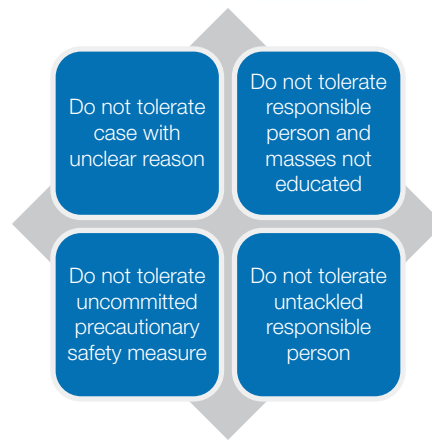 Do not tolerate
case with
unclear reason
Do not tolerate
responsible
person and
masses not
educated
Do not tolerate
uncommitted
precautionary
safety measure
Do not tolerate
untackled
responsible
person